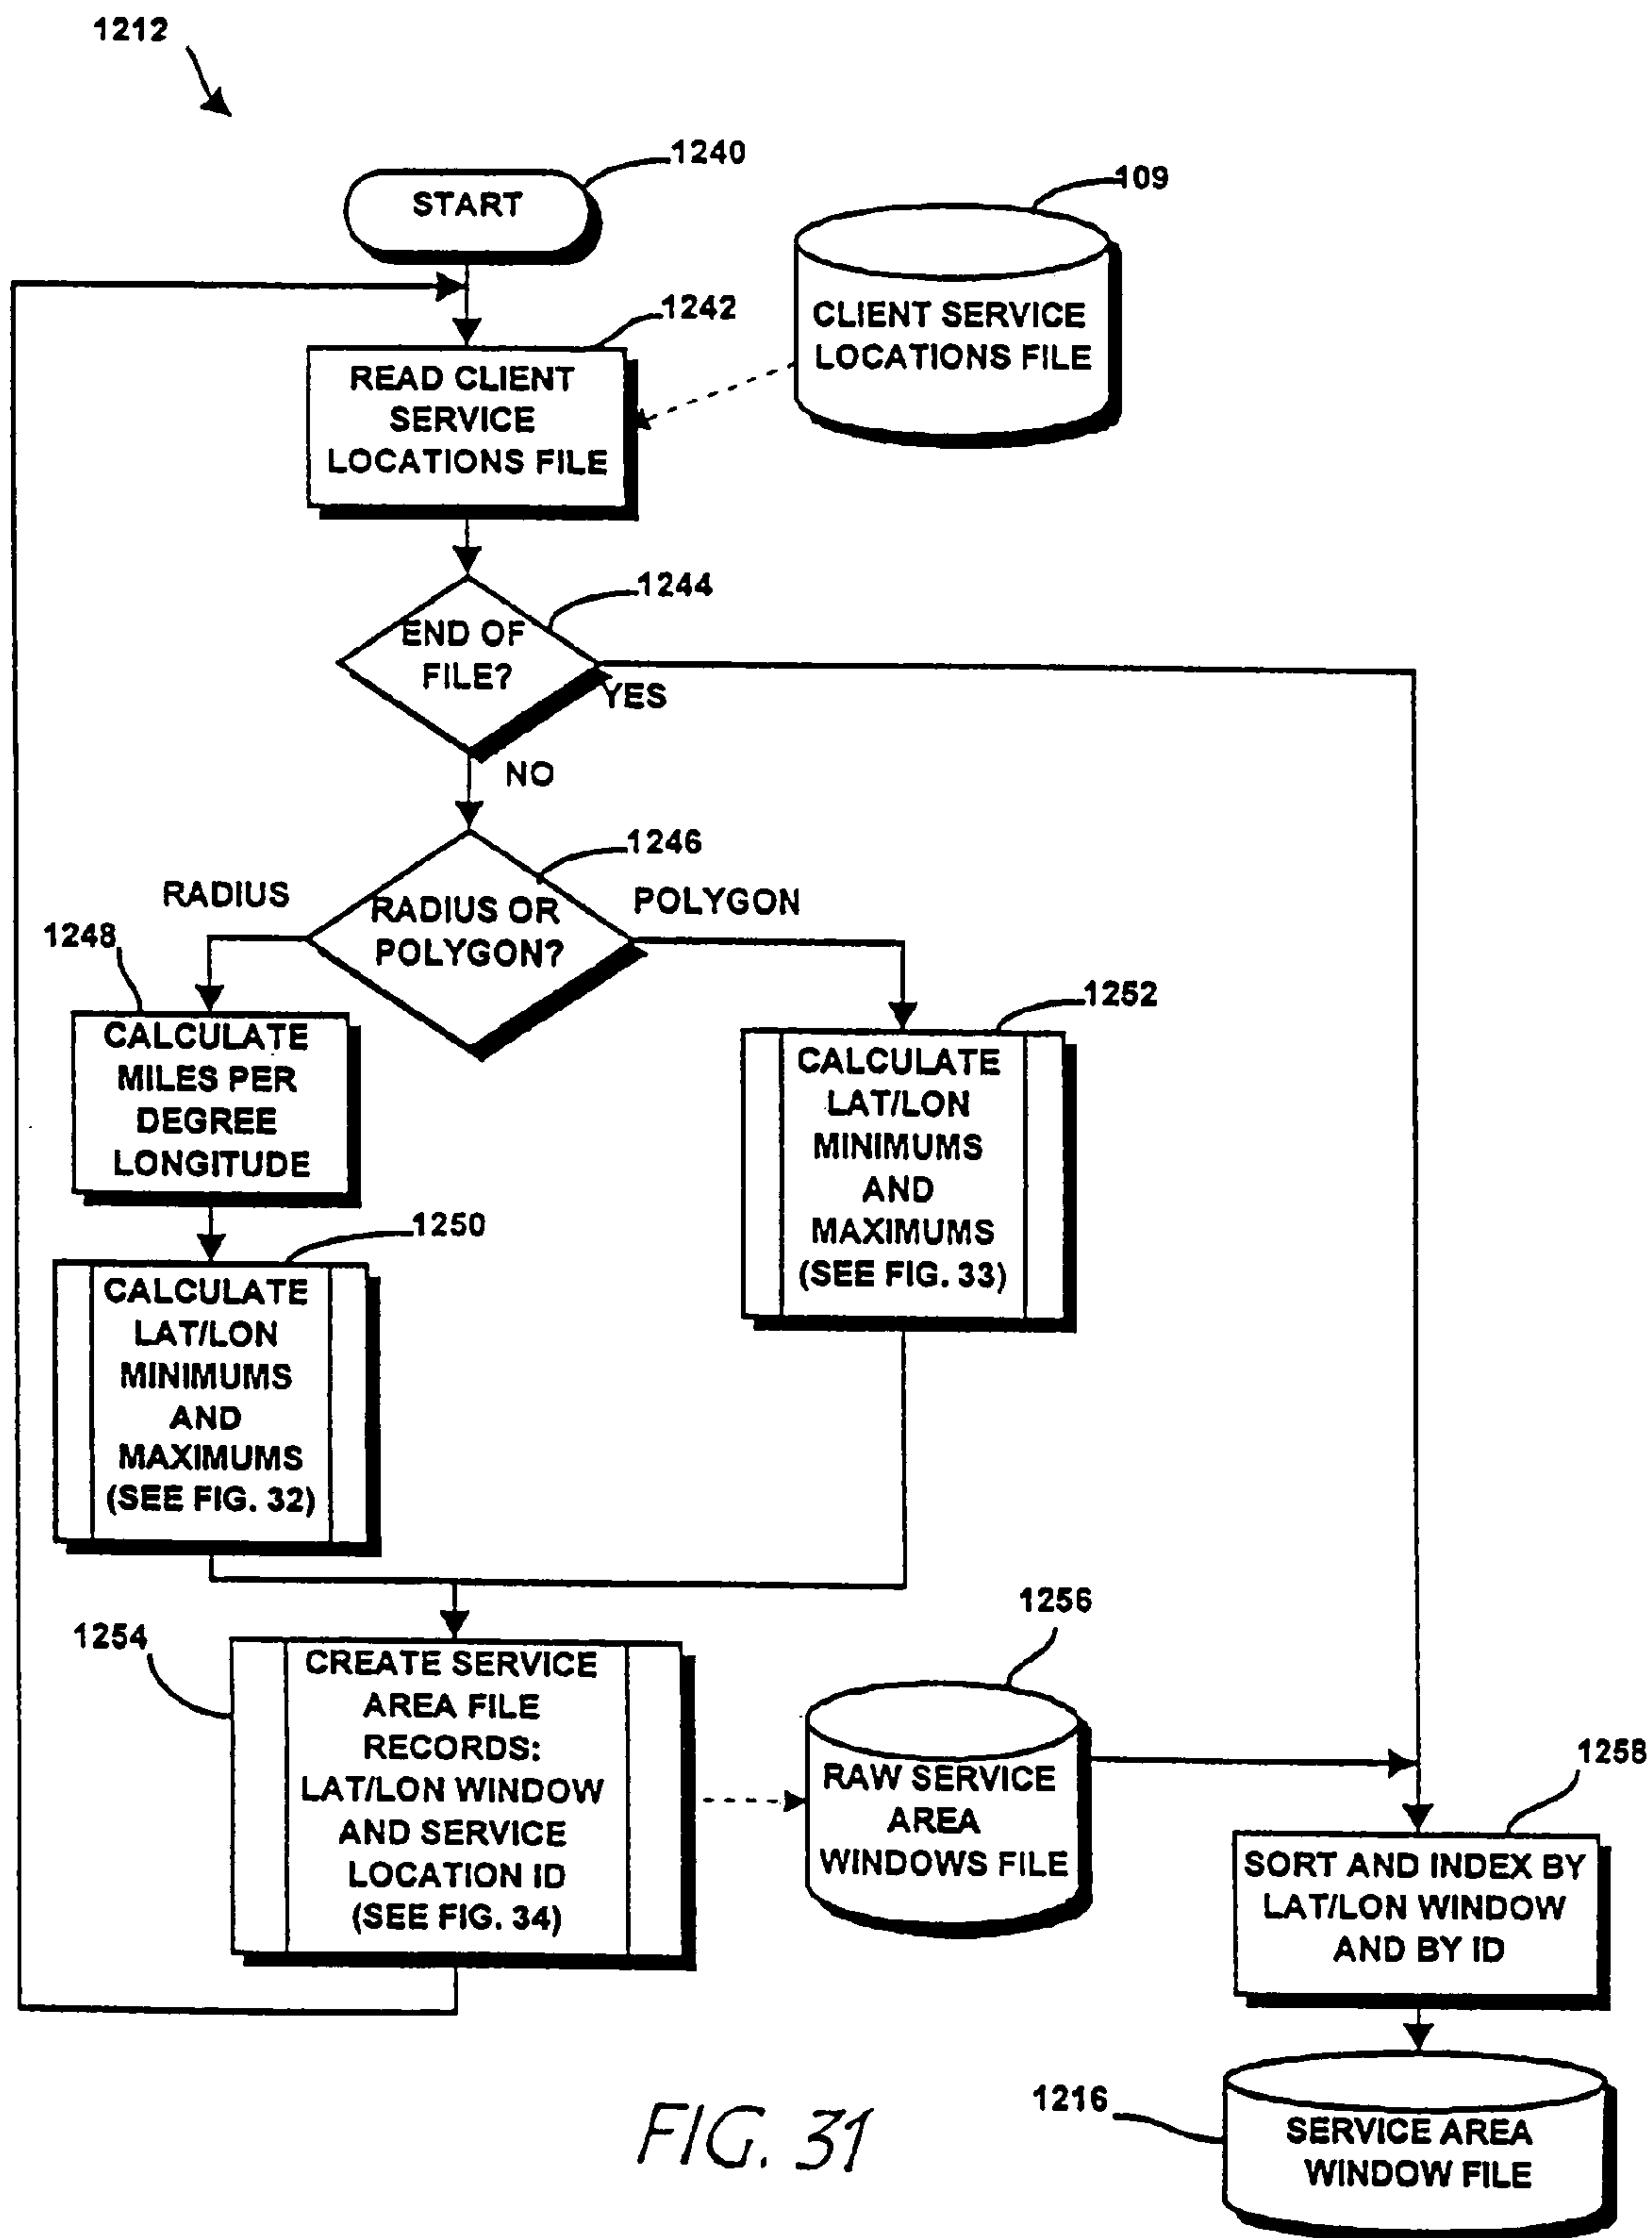 1212
1240
START
109
CLIENT SERVICE
LOCATIONS FILE
1242
READ CLIENT
SERVICE
LOCATIONS FILE
1244
END OF
FILE?
YES
NO
1246
RADIUS
RADIUS OR
POLYGON?
POLYGON
1248
CALCULATE
MILES PER
DEGREE
LONGITUDE
1252
CALCULATE
LAT/LON
MINIMUMS
AND
MAXIMUMS
(SEE FIG. 33)
1250
CALCULATE
LAT/LON
MINIMUMS
AND
MAXIMUMS
(SEE FIG. 32)
1254
CREATE SERVICE
AREA FILE
RECORDS:
LAT/LON WINDOW
AND SERVICE
LOCATION ID
(SEE FIG. 34)
1256
RAW SERVICE
AREA
WINDOWS FILE
1258
SORT AND INDEX BY
LAT/LON WINDOW
AND BY ID
1216
SERVICE AREA
WINDOW FILE
FIG. 31